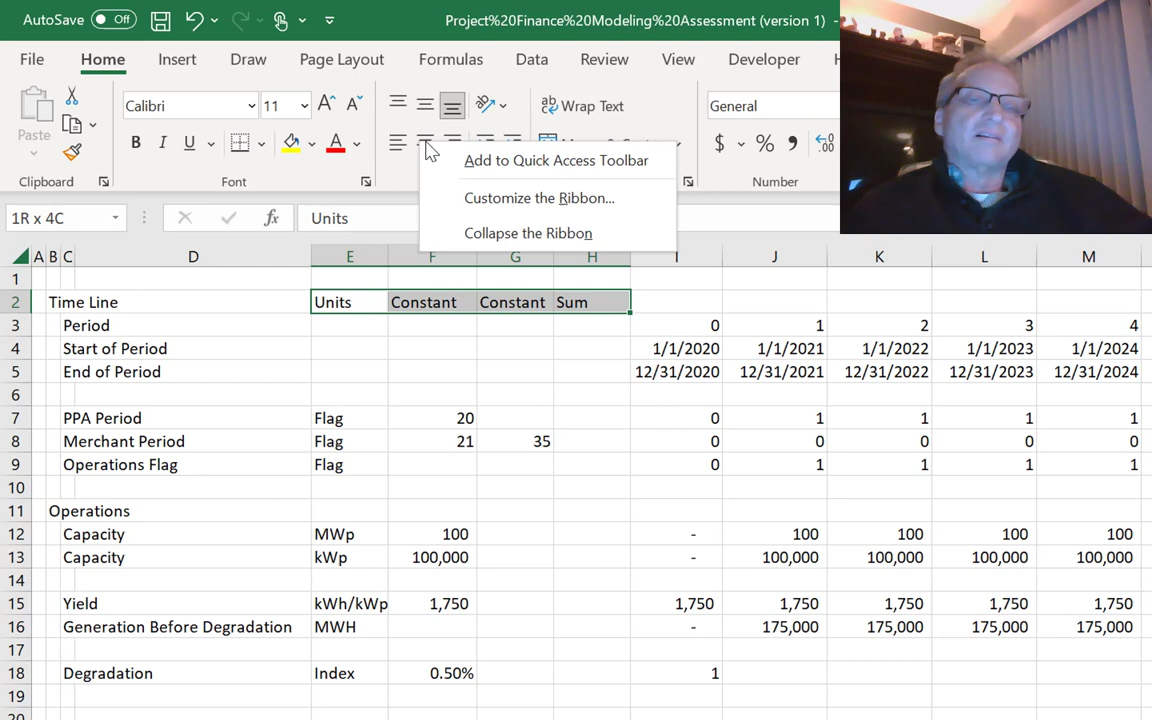 AutoSave Off Project%20Finance%20Modeling%20Assessment (version 1) -
File Home Insert Draw Page Layout Formulas Data Review View Developer
Paste Calibri 11 A^ A˅ ab Wrap Text General
B I U A $ % , .00
Add to Quick Access Toolbar
Customize the Ribbon...
Collapse the Ribbon
Clipboard Font Number
1R x 4C fx Units
A B C D E F G H I J K L M
1
2 Time Line Units Constant Constant Sum
3 Period 0 1 2 3 4
4 Start of Period 1/1/2020 1/1/2021 1/1/2022 1/1/2023 1/1/2024
5 End of Period 12/31/2020 12/31/2021 12/31/2022 12/31/2023 12/31/2024
6
7 PPA Period Flag 20 0 1 1 1 1
8 Merchant Period Flag 21 35 0 0 0 0 0
9 Operations Flag Flag 0 1 1 1 1
10
11 Operations
12 Capacity MWp 100 - 100 100 100 100
13 Capacity kWp 100,000 - 100,000 100,000 100,000 100,000
14
15 Yield kWh/kWp 1,750 1,750 1,750 1,750 1,750 1,750
16 Generation Before Degradation MWH - 175,000 175,000 175,000 175,000
17
18 Degradation Index 0.50% 1
19
20